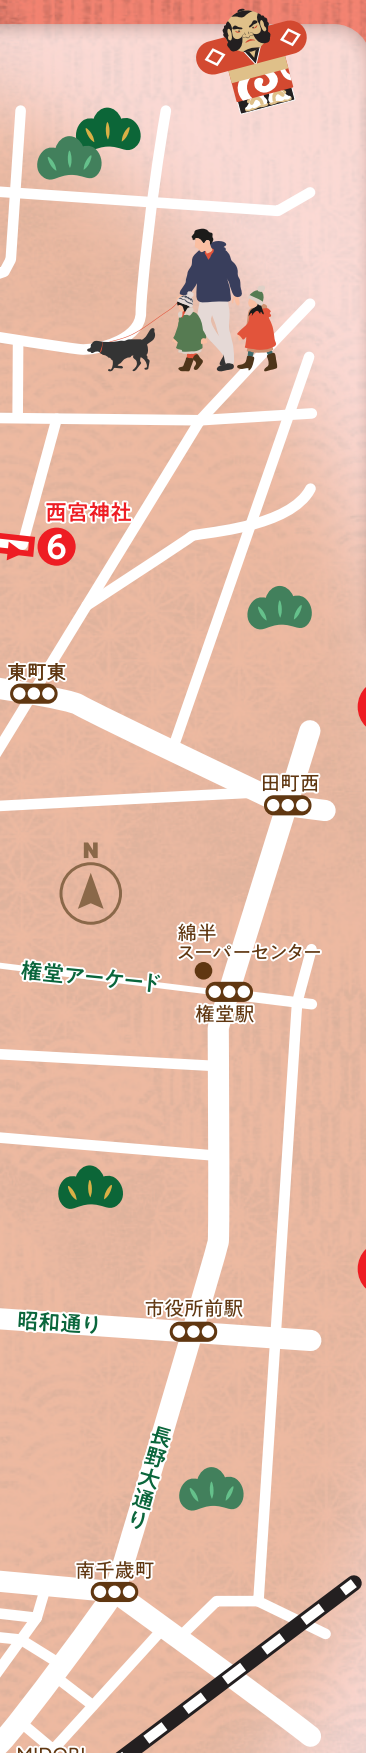 西宮神社
6
東町東
田町西
N
綿半
スーパーセンター
権堂アーケード
権堂駅
市役所前駅
昭和通り
長野大通り
南千歳町
MIDORI